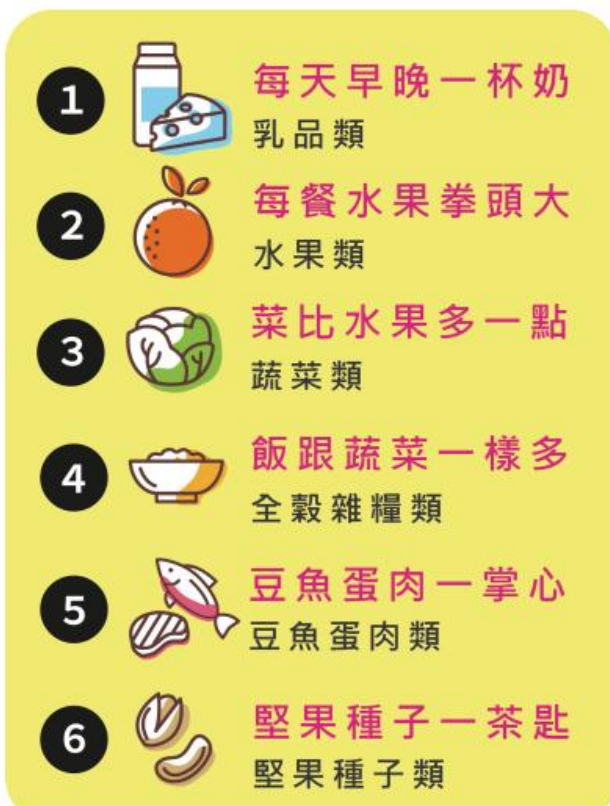 1
每天早晚一杯奶
乳品類
2
每餐水果拳頭大
水果類
3
菜比水果多一點
蔬菜類
4
飯跟蔬菜一樣多
全穀雜糧類
5
豆魚蛋肉一掌心
豆魚蛋肉類
6
堅果種子一茶匙
堅果種子類